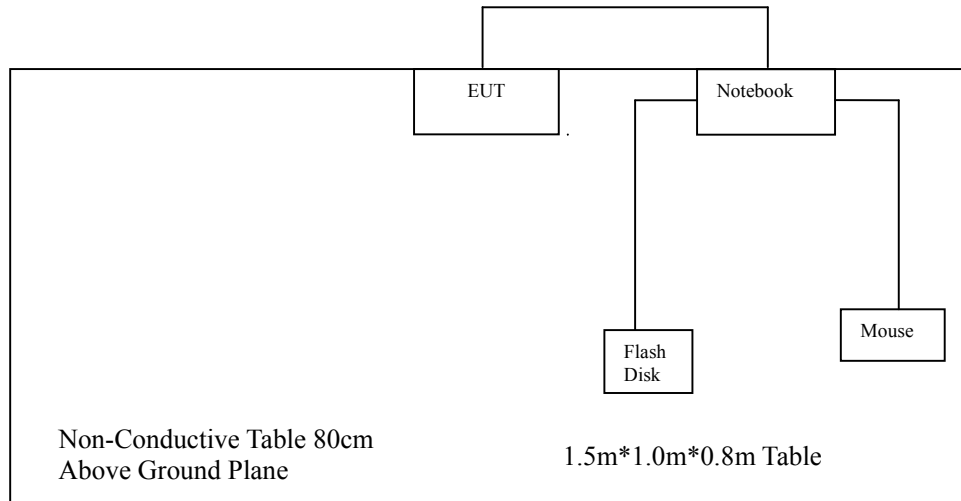 EUT
Notebook
Flash
Disk
Mouse
Non-Conductive Table 80cm
Above Ground Plane
1.5m*1.0m*0.8m Table